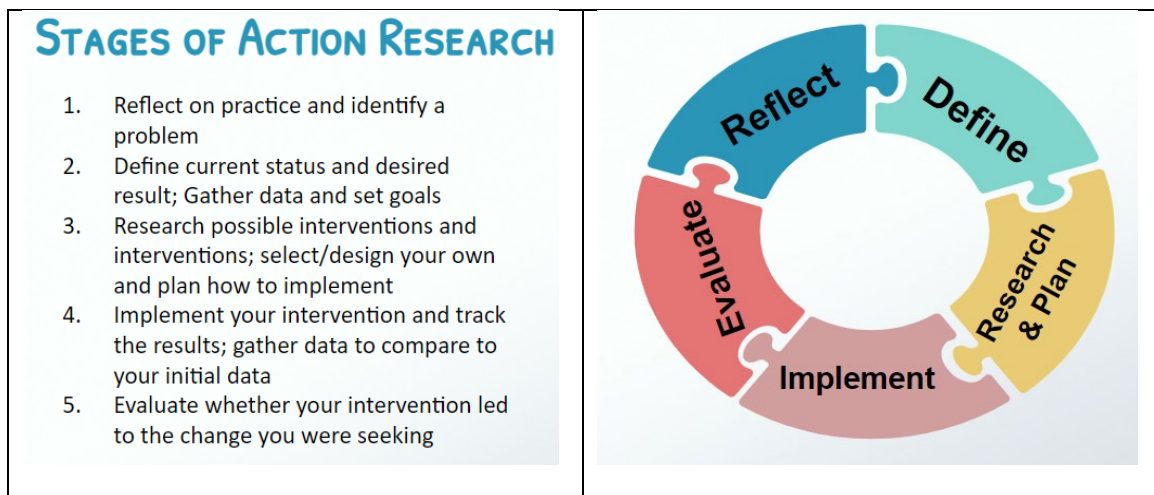 STAGES OF ACTION RESEARCH
1. Reflect on practice and identify a
problem
2. Define current status and desired
result; Gather data and set goals
3. Research possible interventions and
interventions; select/design your own
and plan how to implement
4. Implement your intervention and track
the results; gather data to compare to
your initial data
5. Evaluate whether your intervention led
to the change you were seeking
Reflect
Define
Research
& Plan
Implement
Evaluate